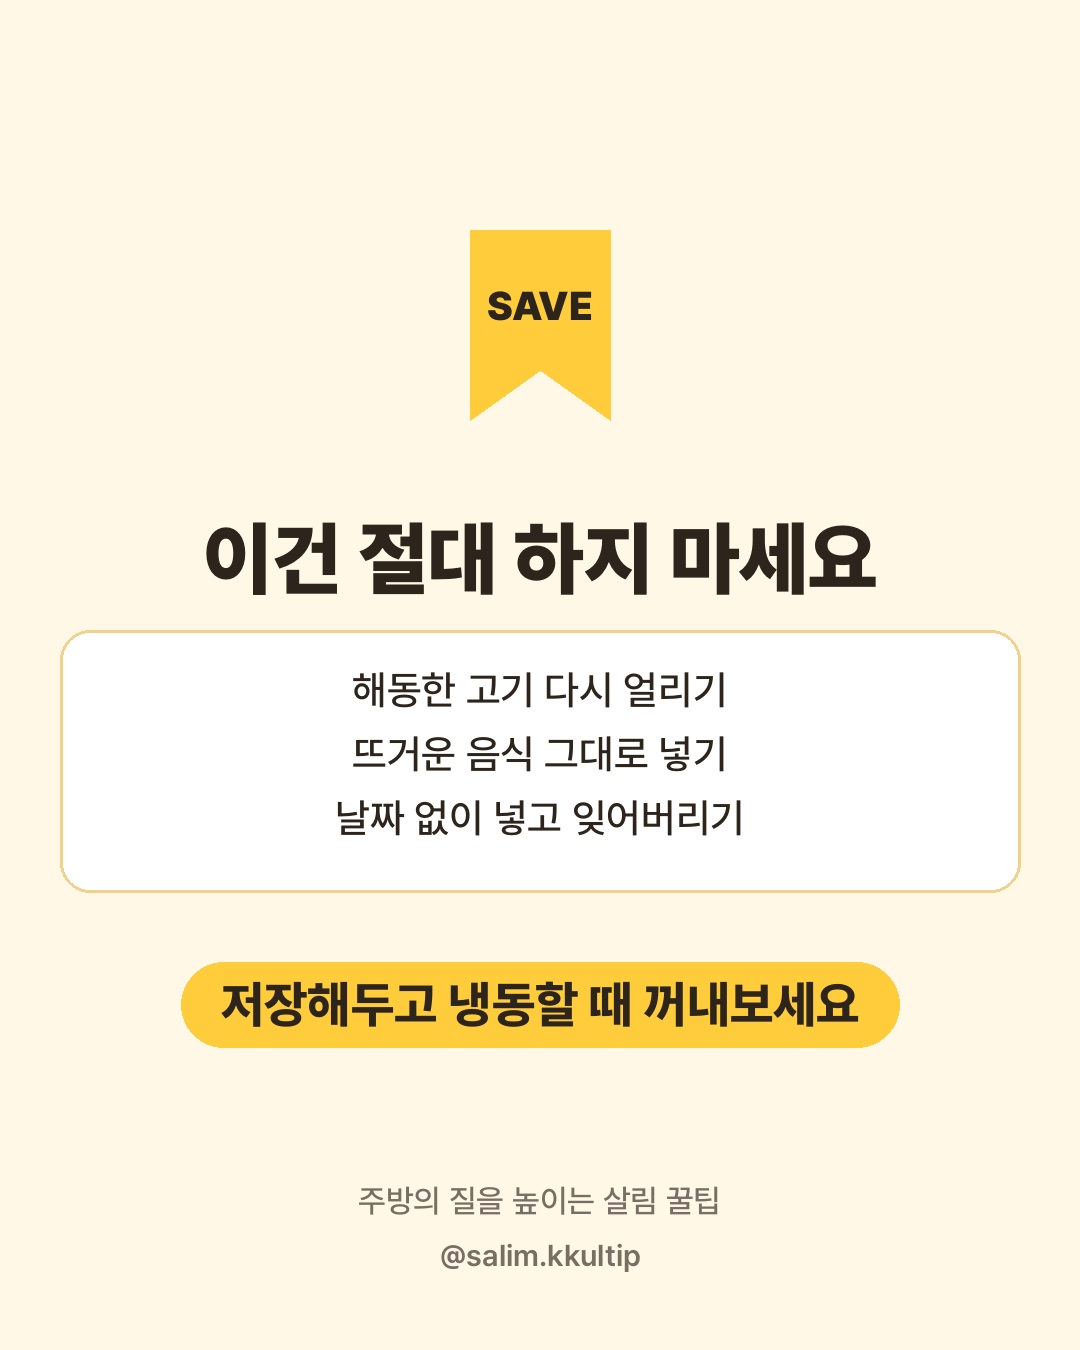 SAVE
이건 절대 하지 마세요
해동한 고기 다시 얼리기
뜨거운 음식 그대로 넣기
날짜 없이 넣고 잊어버리기
저장해두고 냉동할 때 꺼내보세요
주방의 질을 높이는 살림 꿀팁
@salim.kkultip